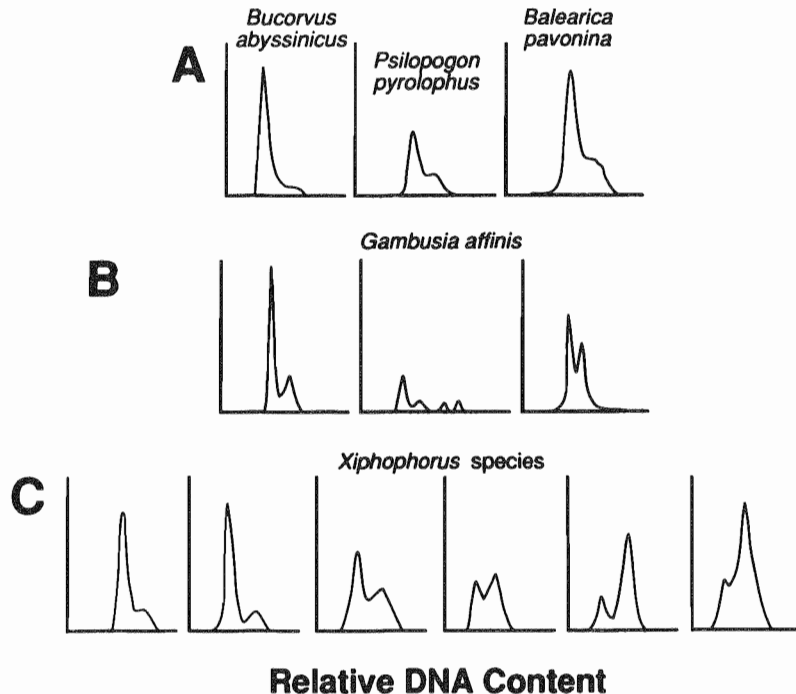 Bucorvus
abyssinicus
Balearica
pavonina
A
Psilopogon
pyrolophus
Gambusia affinis
B
Xiphophorus species
C
Relative DNA Content